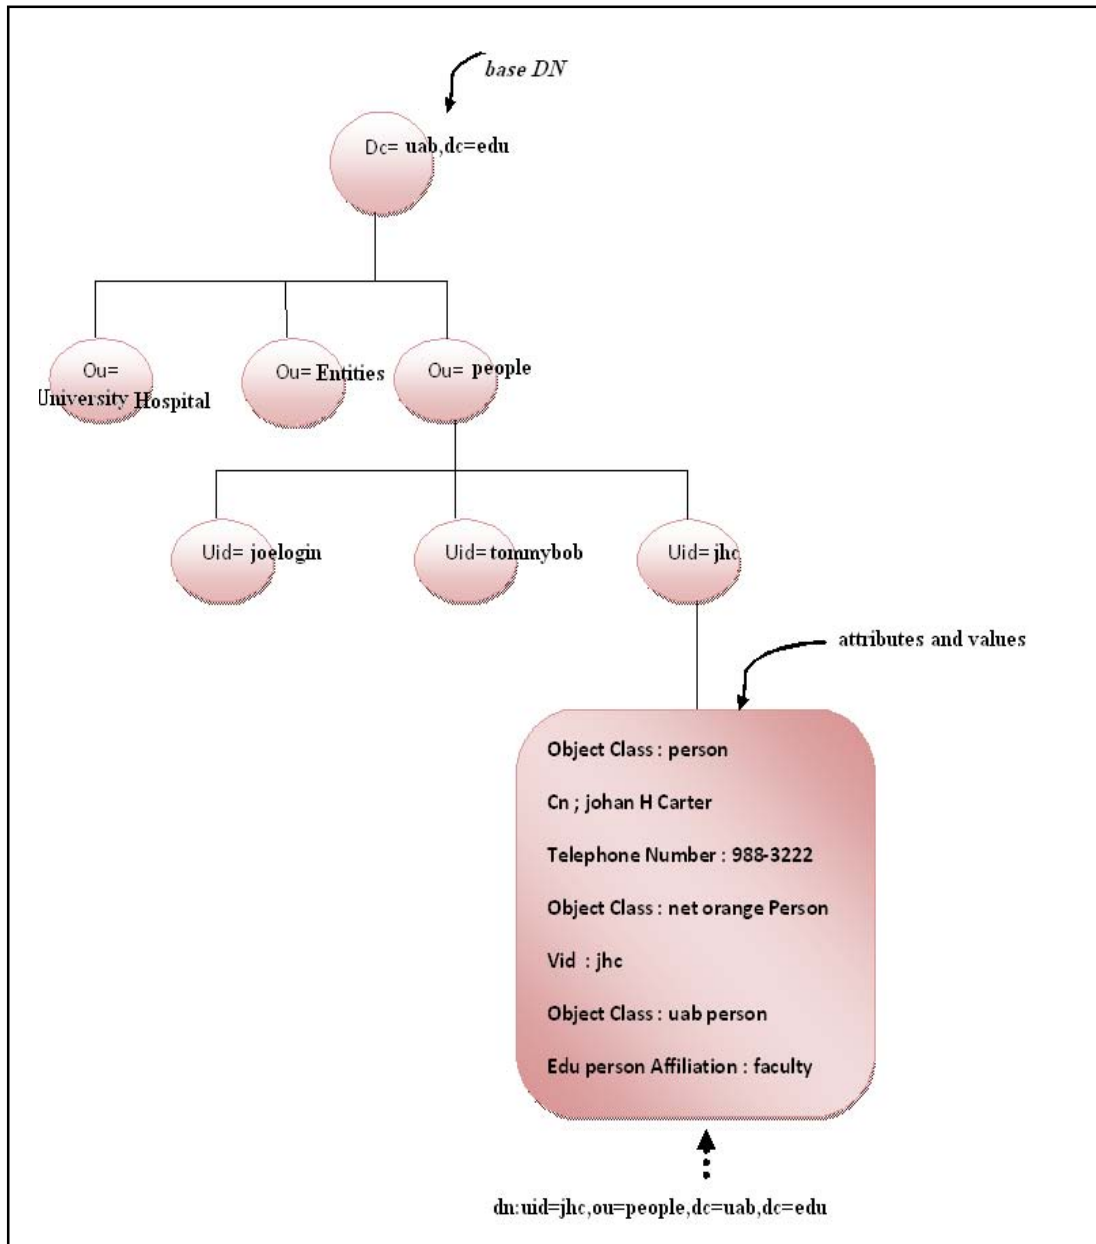 base DN
Dc= uab,dc=edu
Ou=
University Hospital
Ou= Entities
Ou= people
Uid= joelogin
Uid= tommybob
Uid= jhc
attributes and values
Object Class : person
Cn ; johan H Carter
Telephone Number : 988-3222
Object Class : net orange Person
Vid : jhc
Object Class : uab person
Edu person Affiliation : faculty
dn:uid=jhc,ou=people,dc=uab,dc=edu